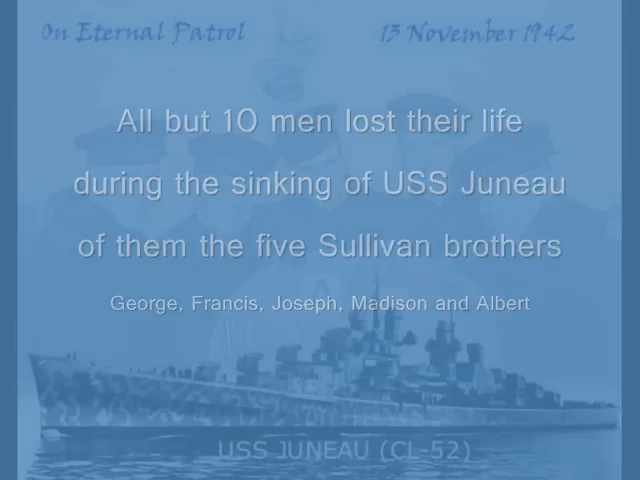 On Eternal Patrol
13 November 1942
All but 10 men lost their life
during the sinking of USS Juneau
of them the five Sullivan brothers
George, Francis, Joseph, Madison and Albert
USS JUNEAU (CL-52)